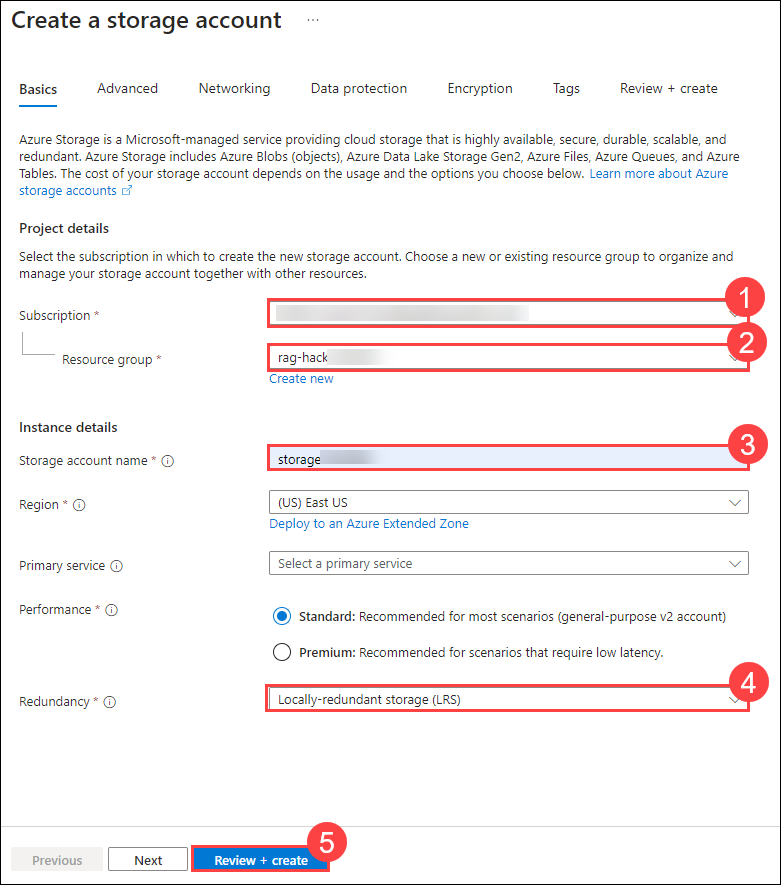 Create a storage account ...
Basics Advanced Networking Data protection Encryption Tags Review + create
Azure Storage is a Microsoft-managed service providing cloud storage that is highly available, secure, durable, scalable, and
redundant. Azure Storage includes Azure Blobs (objects), Azure Data Lake Storage Gen2, Azure Files, Azure Queues, and Azure
Tables. The cost of your storage account depends on the usage and the options you choose below. Learn more about Azure
storage accounts
Project details
Select the subscription in which to create the new storage account. Choose a new or existing resource group to organize and
manage your storage account together with other resources.
1
Subscription *
2
Resource group * rag-hack
Create new
Instance details
3
Storage account name * storage
Region * (US) East US
Deploy to an Azure Extended Zone
Primary service Select a primary service
Performance * Standard: Recommended for most scenarios (general-purpose v2 account)
Premium: Recommended for scenarios that require low latency.
4
Redundancy * Locally-redundant storage (LRS)
5
Previous Next Review + create